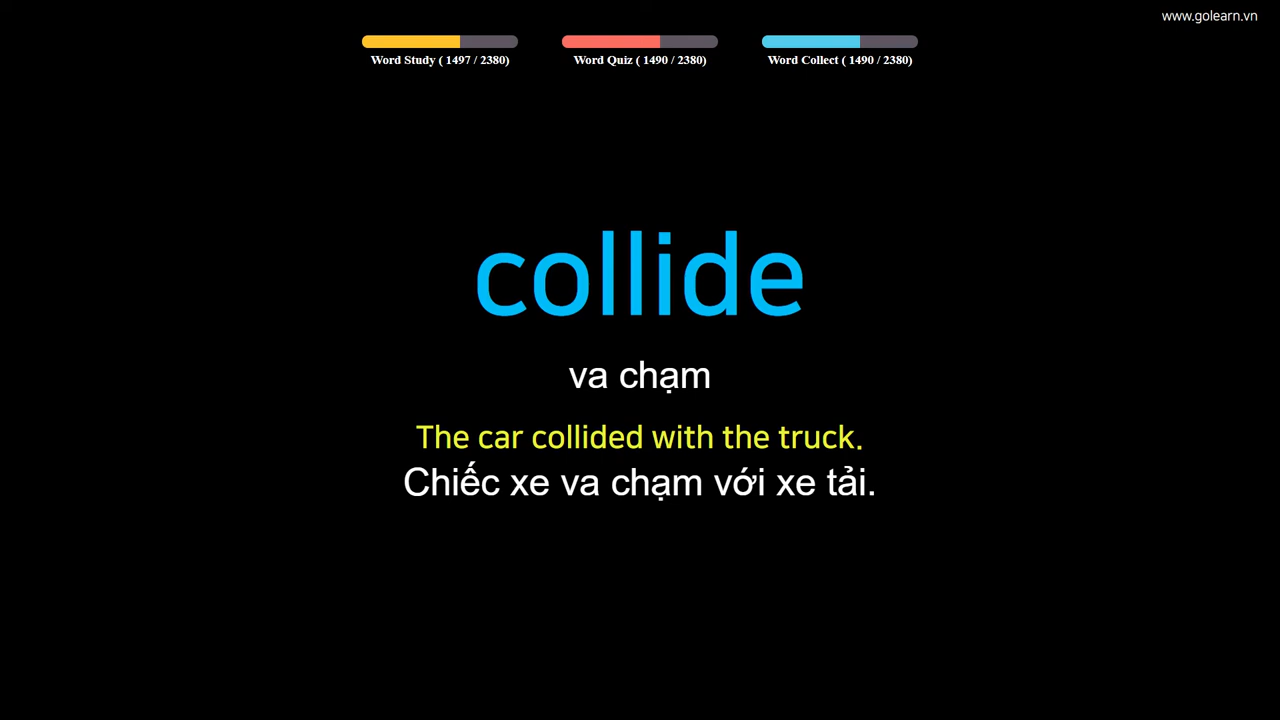 www.golearn.vn
Word Study ( 1497 / 2380)
Word Quiz ( 1490 / 2380)
Word Collect ( 1490 / 2380)
collide
va chạm
The car collided with the truck.
Chiếc xe va chạm với xe tải.